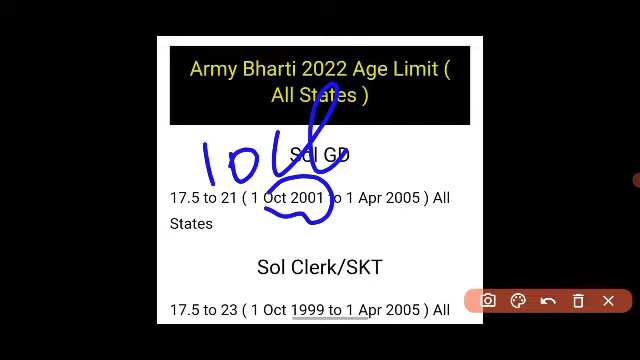 Army Bharti 2022 Age Limit (
All States )
Sol GD
17.5 to 21 ( 1 Oct 2001 to 1 Apr 2005 ) All
States
Sol Clerk/SKT
17.5 to 23 ( 1 Oct 1999 to 1 Apr 2005 ) All